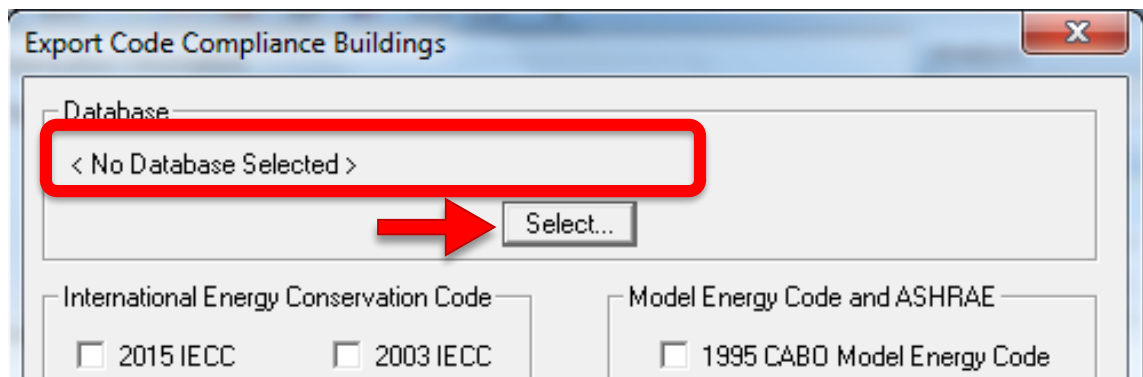 Export Code Compliance Buildings
x
Database
< No Database Selected >
Select...
International Energy Conservation Code
Model Energy Code and ASHRAE
2015 IECC
2003 IECC
1995 CABO Model Energy Code